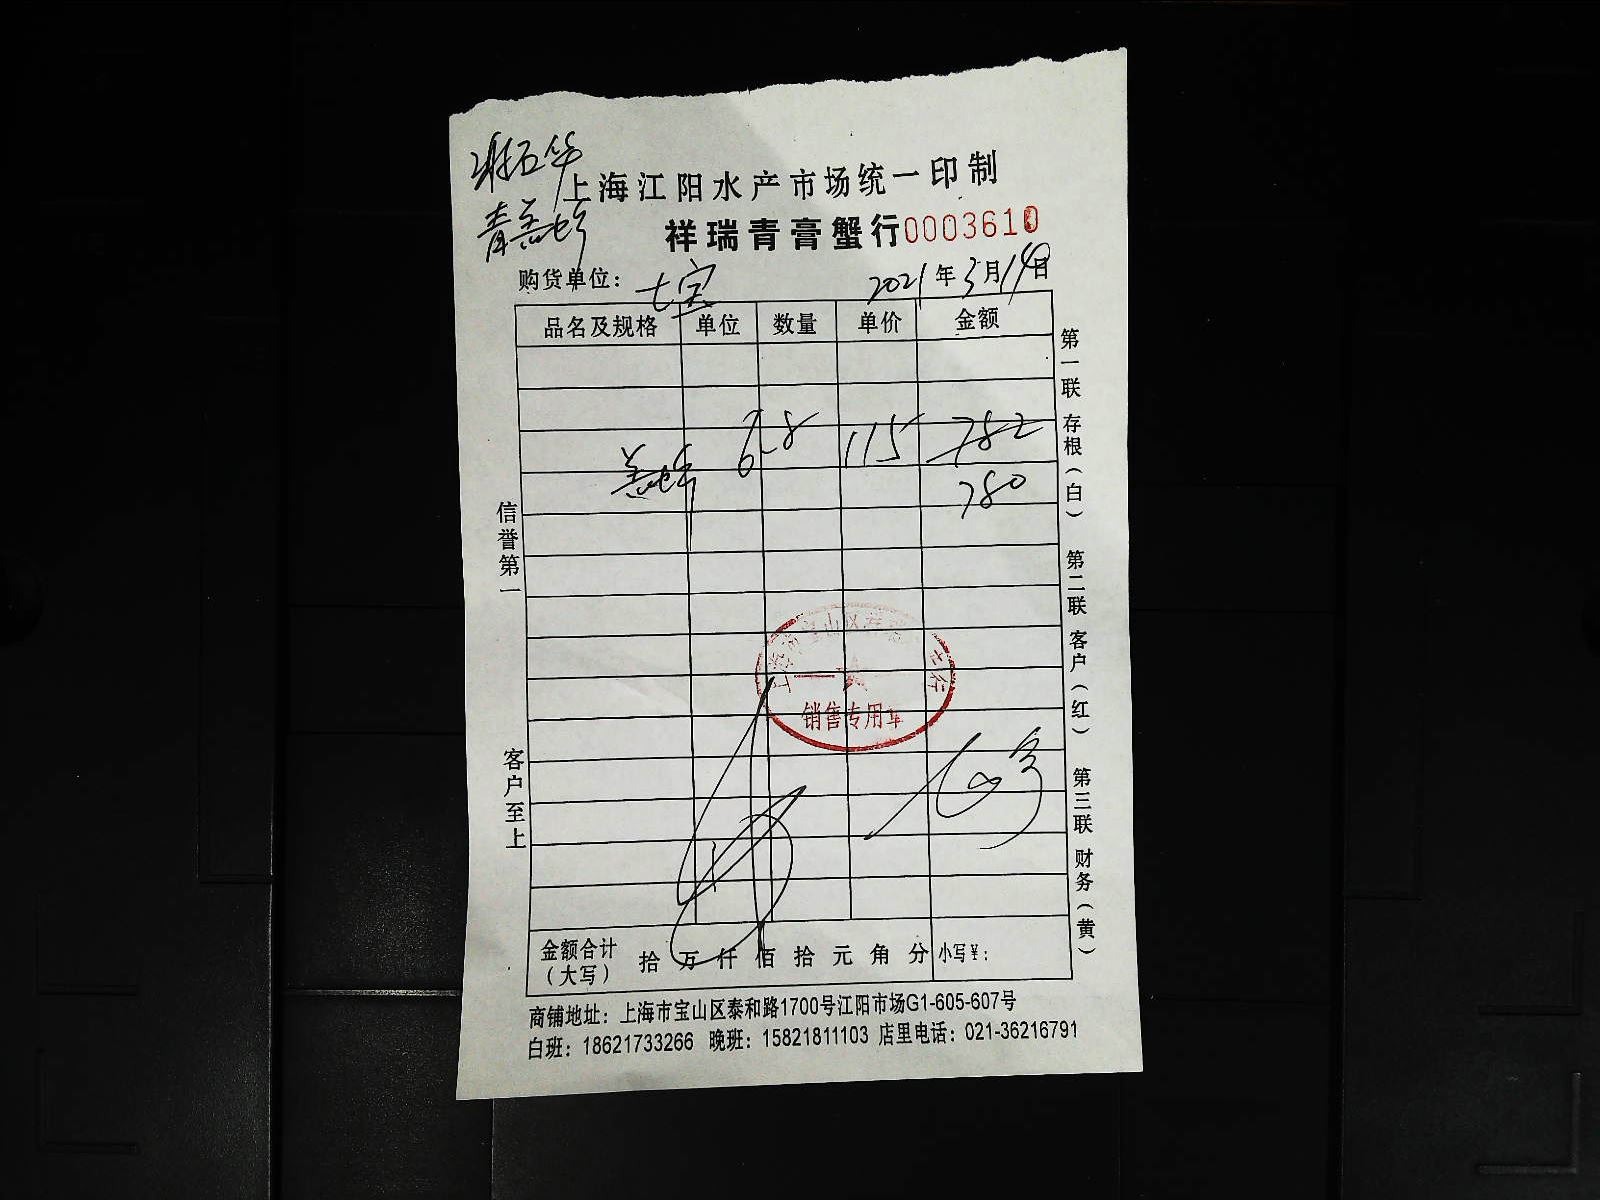 上海江阳水产市场统一印制
祥瑞青膏蟹行 0003610
购货单位： 七宝 2021年3月14日
品名及规格 单位 数量 单价 金额
6.8 115 782
780
信誉第一
客户至上
第一联 存根（白） 第二联 客户（红） 第三联 财务（黄）
销售专用章
金额合计（大写） 拾 万 仟 佰 拾 元 角 分 小写¥：
商铺地址：上海市宝山区泰和路1700号江阳市场G1-605-607号
白班：18621733266 晚班：15821811103 店里电话：021-36216791